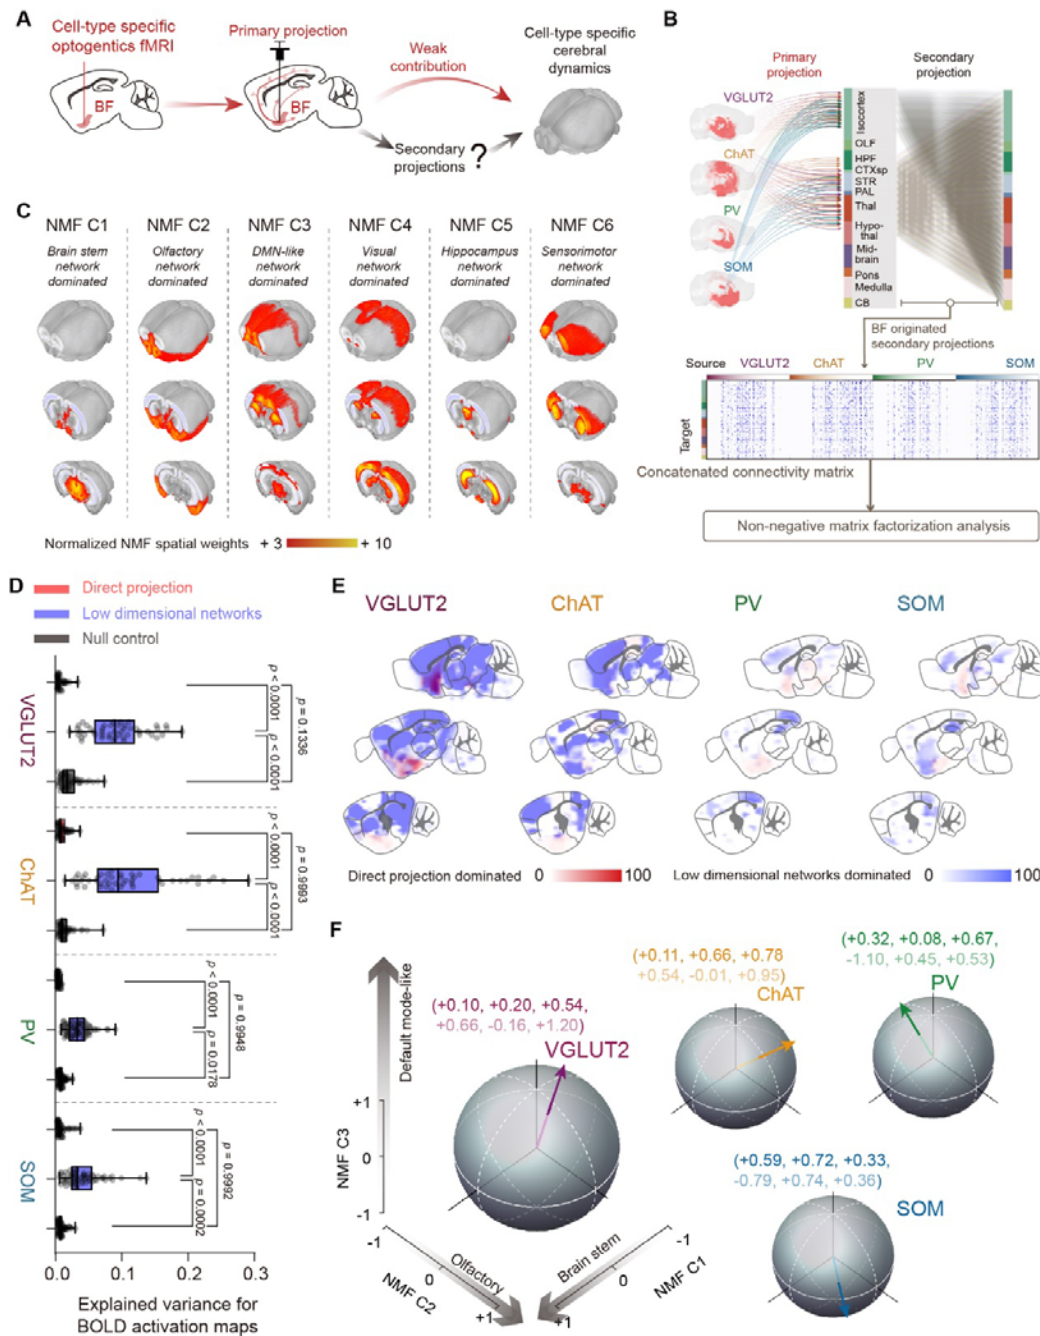 A
Cell-type specific
optogentics fMRI
BF
Primary projection
BF
Weak
contribution
Secondary
projections
?
Cell-type specific
cerebral
dynamics
B
Primary
projection
Secondary
projection
VGLUT2
ChAT
PV
SOM
Isocortex
OLF
HPF
CTXsp
STR
PAL
Thal
Hypo-
thal
Mid-
brain
Pons
Medulla
CB
BF originated
secondary projections
Source
VGLUT2
ChAT
PV
SOM
Target
Concatenated connectivity matrix
Non-negative matrix factorization analysis
C
NMF C1
Brain stem
network
dominated
NMF C2
Olfactory
network
dominated
NMF C3
DMN-like
network
dominated
NMF C4
Visual
network
dominated
NMF C5
Hippocampus
network
dominated
NMF C6
Sensorimotor
network
dominated
Normalized NMF spatial weights
+ 3
+ 10
D
Direct projection
Low dimensional networks
Null control
VGLUT2
p < 0.0001
p < 0.0001
p = 0.1336
ChAT
p < 0.0001
p < 0.0001
p = 0.9993
PV
p < 0.0001
p = 0.0178
p = 0.9948
SOM
p < 0.0001
p = 0.0002
p = 0.9992
0.0
0.1
0.2
0.3
Explained variance for
BOLD activation maps
E
VGLUT2
ChAT
PV
SOM
Direct projection dominated
0
100
Low dimensional networks dominated
0
100
F
Default mode-like
NMF C3
+1
0
-1
(+0.10, +0.20, +0.54,
+0.66, -0.16, +1.20)
VGLUT2
(+0.11, +0.66, +0.78
+0.54, -0.01, +0.95)
ChAT
(+0.32, +0.08, +0.67,
-1.10, +0.45, +0.53)
PV
(+0.59, +0.72, +0.33,
-0.79, +0.74, +0.36)
SOM
-1
0
+1
Olfactory
NMF C2
Brain stem
NMF C1
-1
0
+1